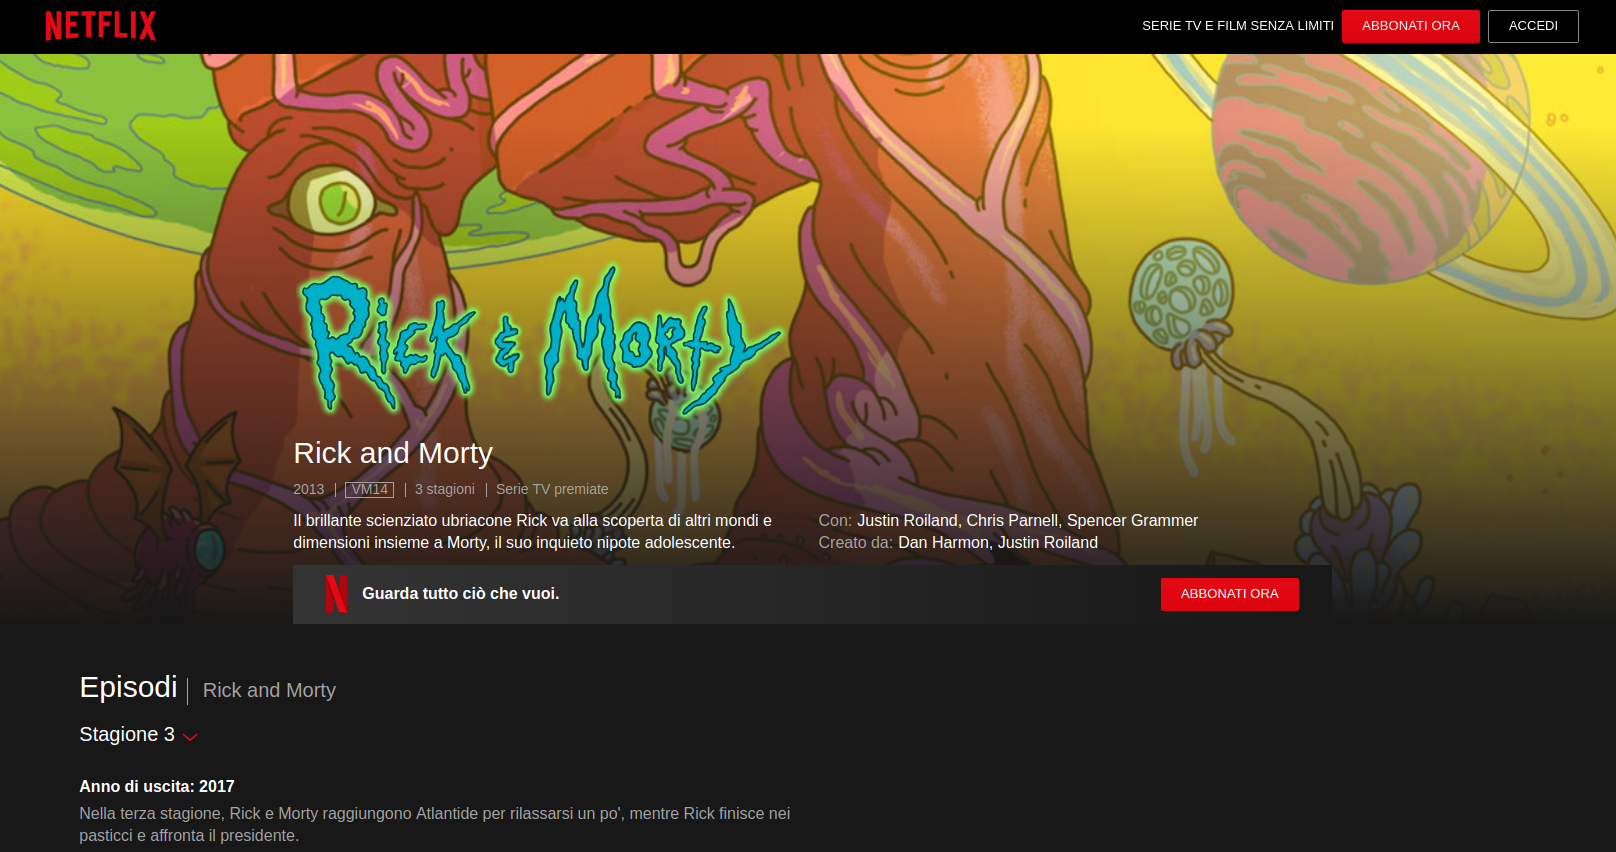 NETFLIX
SERIE TV E FILM SENZA LIMITI
ABBONATI ORA
ACCEDI
Rick & Morty
Rick and Morty
2013 | VM14 | 3 stagioni | Serie TV premiate
Il brillante scienziato ubriacone Rick va alla scoperta di altri mondi e
dimensioni insieme a Morty, il suo inquieto nipote adolescente.
Con: Justin Roiland, Chris Parnell, Spencer Grammer
Creato da: Dan Harmon, Justin Roiland
N
Guarda tutto ciò che vuoi.
ABBONATI ORA
Episodi | Rick and Morty
Stagione 3
Anno di uscita: 2017
Nella terza stagione, Rick e Morty raggiungono Atlantide per rilassarsi un po', mentre Rick finisce nei
pasticci e affronta il presidente.